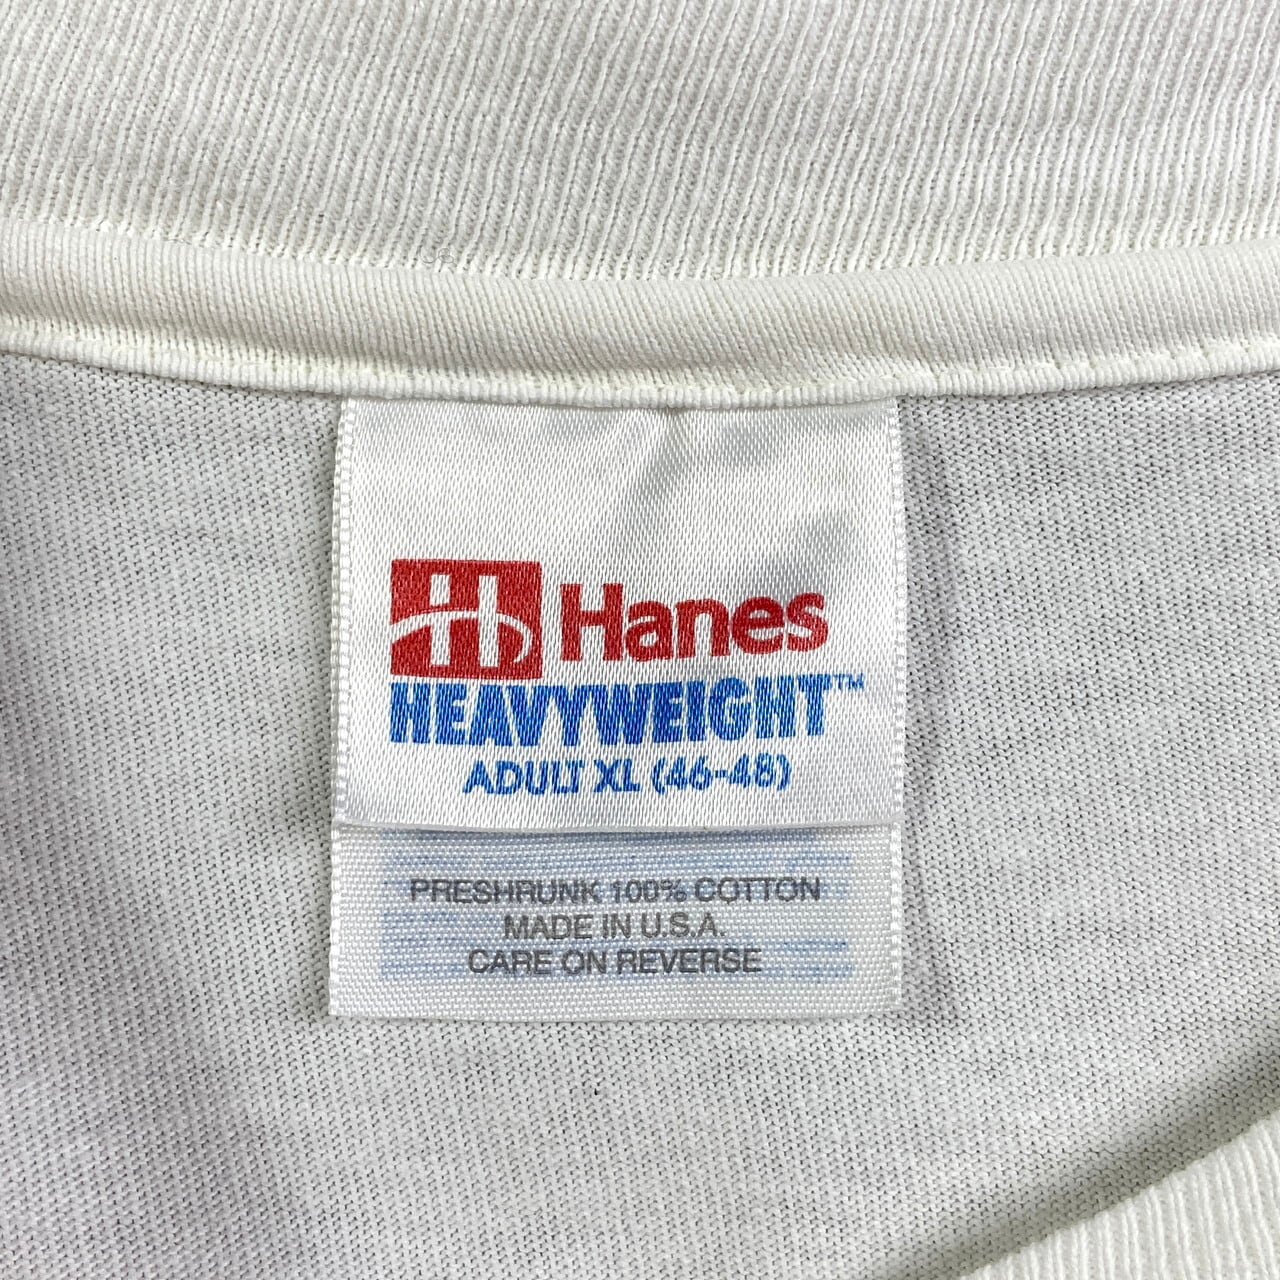 H Hanes
HEAVYWEIGHT™
ADULT XL (46-48)
PRESHRUNK 100% COTTON
MADE IN U.S.A.
CARE ON REVERSE